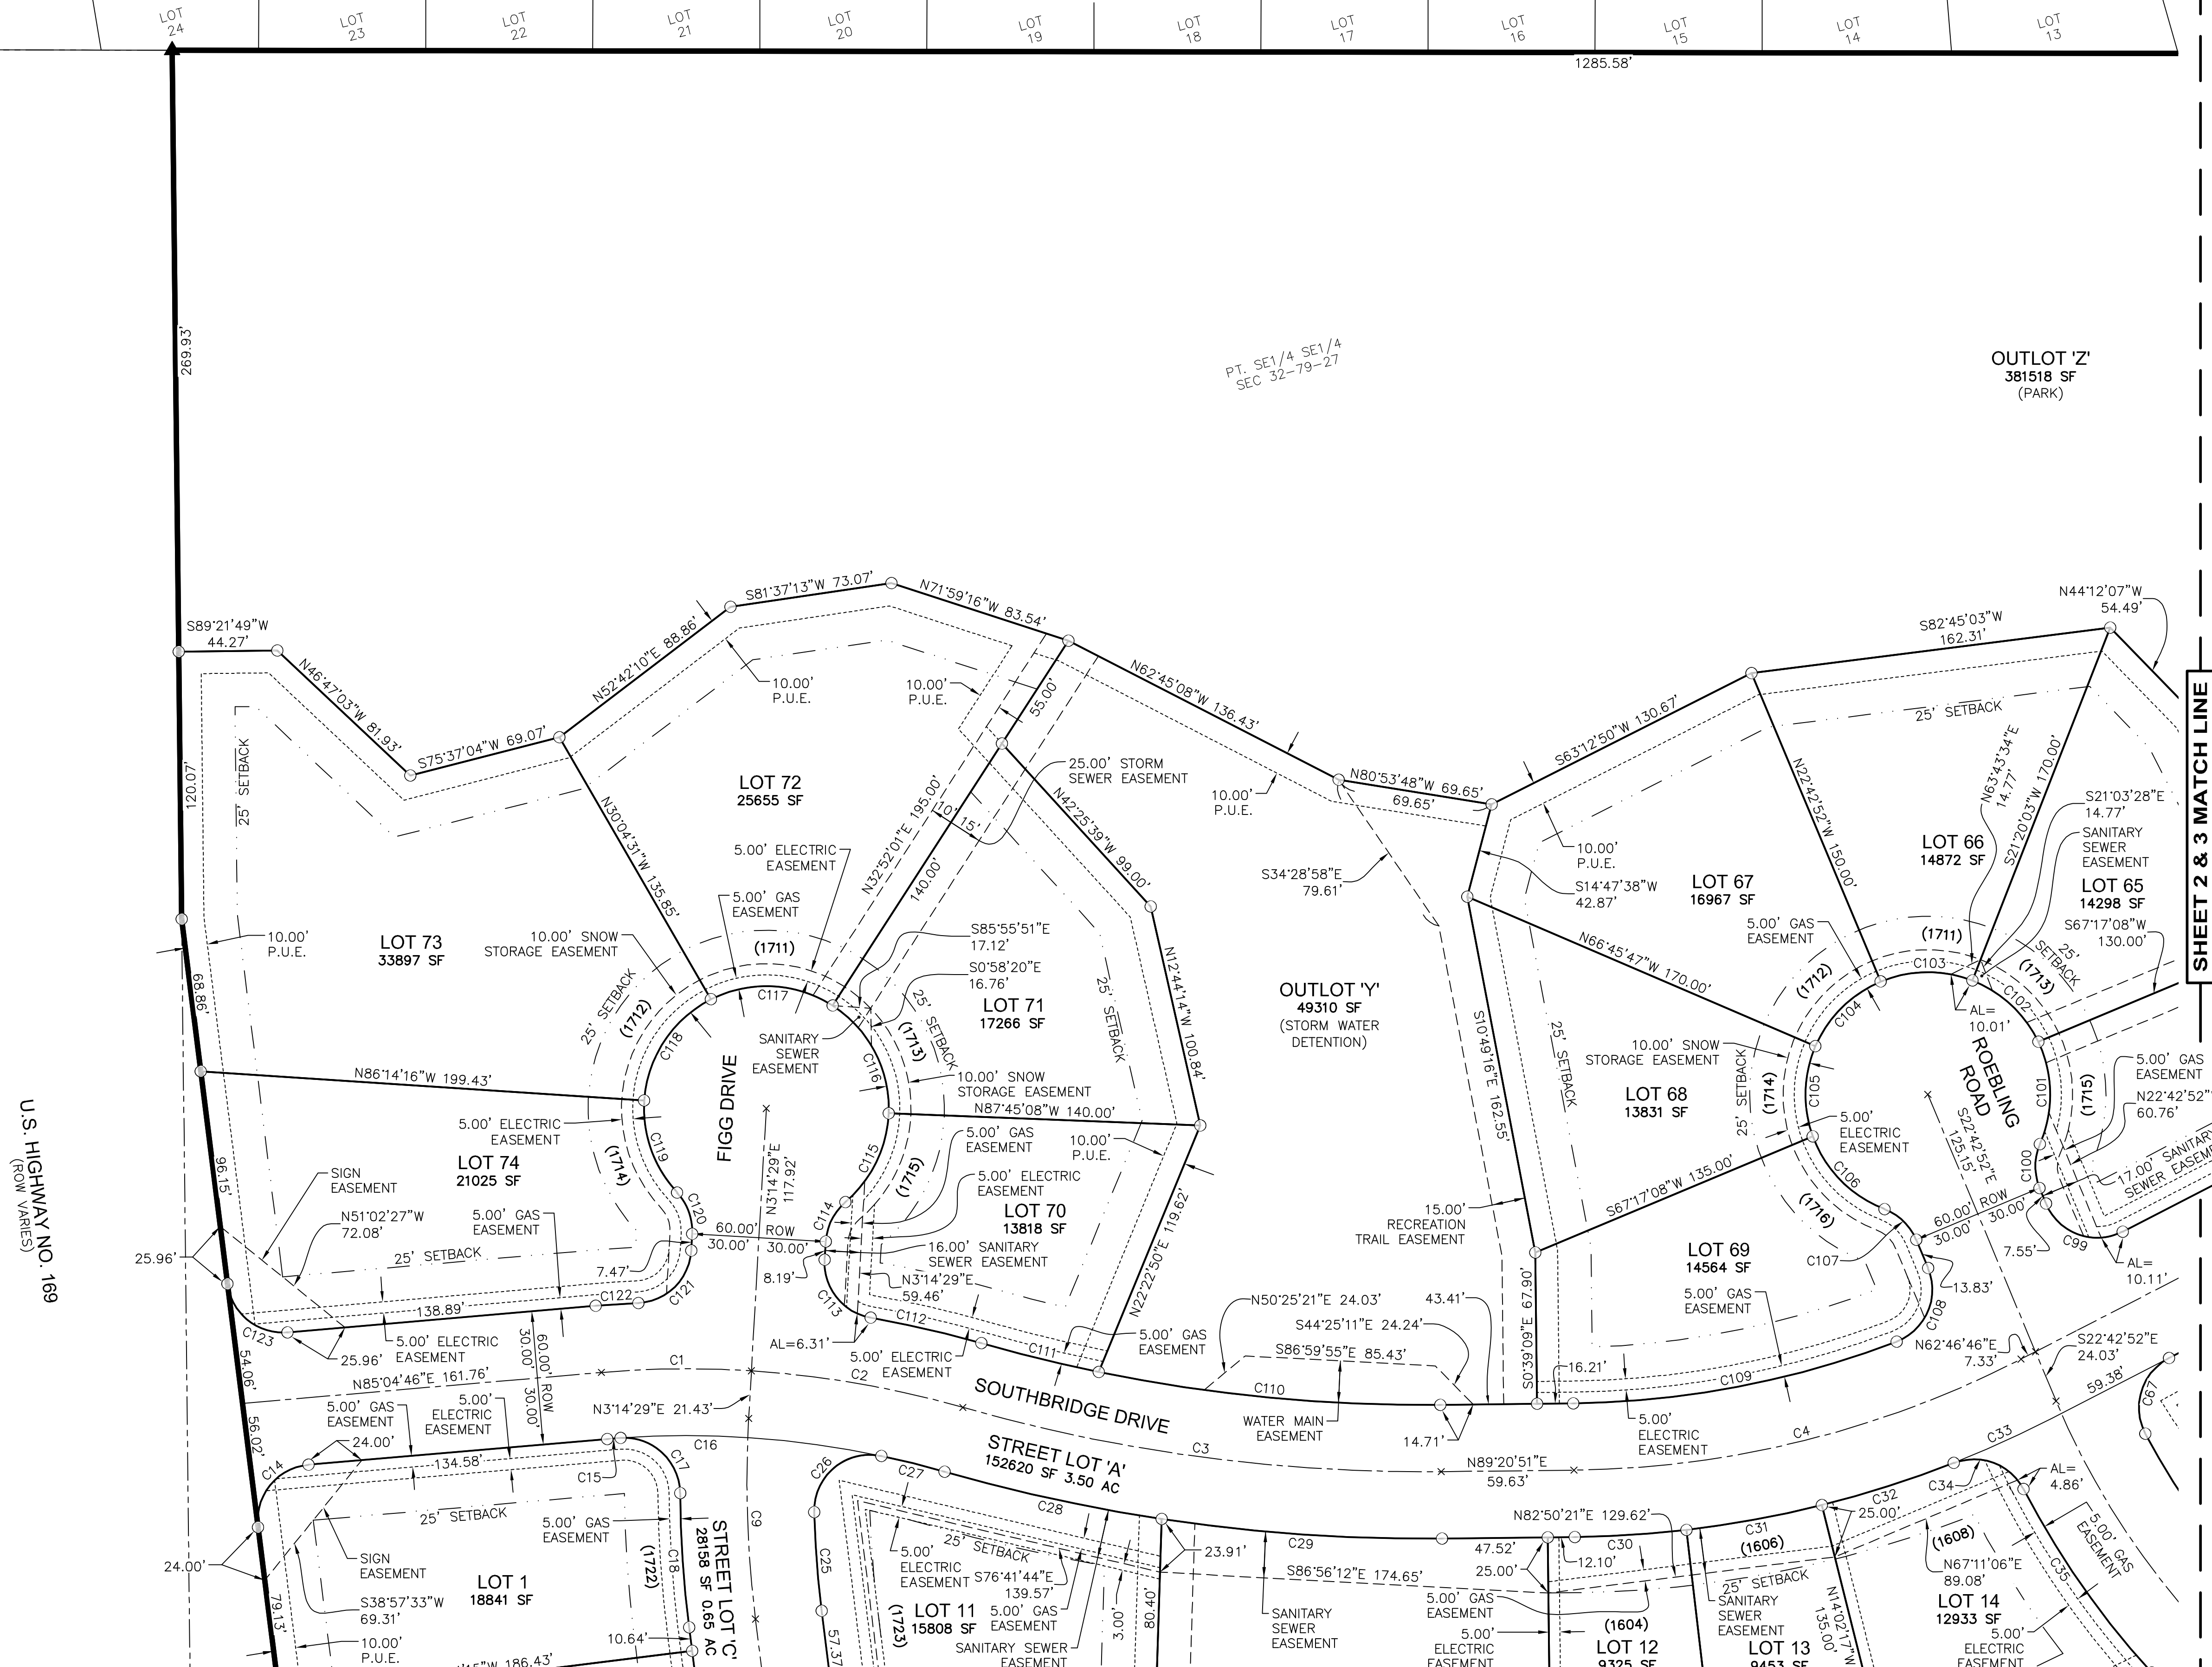 LOT
24
LOT
23
LOT
22
LOT
21
LOT
20
LOT
19
LOT
18
LOT
17
LOT
16
LOT
15
LOT
14
LOT
13
1285.58'
269.93'
PT. SE1/4 SE1/4
SEC 32-79-27
OUTLOT 'Z'
381518 SF
(PARK)
SHEET 2 & 3 MATCH LINE
S89°21'49"W
44.27'
N46°47'03"W 81.93'
S75°37'04"W 69.07'
N52°42'10"E 88.86'
S81°37'13"W 73.07'
N71°59'16"W 83.54'
N62°45'08"W 136.43'
N80°53'48"W 69.65'
69.65'
S63°12'50"W 130.67'
S82°45'03"W
162.31'
N44°12'07"W
54.49'
120.07'
25' SETBACK
10.00'
P.U.E.
LOT 73
33897 SF
68.86'
N30°04'31"W 135.85'
10.00'
P.U.E.
LOT 72
25655 SF
10.00'
P.U.E.
55.00'
25.00' STORM
SEWER EASEMENT
N32°52'01"E 195.00'
10'
15'
140.00'
5.00' ELECTRIC
EASEMENT
5.00' GAS
EASEMENT
10.00' SNOW
STORAGE EASEMENT
(1711)
25' SETBACK
(1712)
C117
C118
S85°55'51"E
17.12'
S0°58'20"E
16.76'
SANITARY
SEWER
EASEMENT
25' SETBACK
(1713)
LOT 71
17266 SF
C116
N42°25'39"W 99.00'
N12°44'14"W 100.84'
25' SETBACK
10.00' SNOW
STORAGE EASEMENT
N87°45'08"W 140.00'
FIGG DRIVE
N86°14'16"W 199.43'
5.00' ELECTRIC
EASEMENT
C119
(1714)
LOT 74
21025 SF
SIGN
EASEMENT
N51°02'27"W
72.08'
96.15'
25.96'
5.00' GAS
EASEMENT
25' SETBACK
C120
60.00' ROW
30.00'
30.00'
N3°14'29"E
117.92'
7.47'
C121
C122
138.89'
C123
25.96'
5.00' ELECTRIC
EASEMENT
60.00' ROW
30.00'
30.00'
5.00' GAS
EASEMENT
C115
C114
(1715)
5.00' ELECTRIC
EASEMENT
10.00'
P.U.E.
LOT 70
13818 SF
16.00' SANITARY
SEWER EASEMENT
N3°14'29"E
59.46'
8.19'
C113
AL=6.31'
C112
5.00' ELECTRIC
EASEMENT
C111
5.00' GAS
EASEMENT
N22°22'50"E 119.62'
U.S. HIGHWAY NO. 169
(ROW VARIES)
OUTLOT 'Y'
49310 SF
(STORM WATER
DETENTION)
10.00'
P.U.E.
S34°28'58"E
79.61'
15.00'
RECREATION
TRAIL EASEMENT
S10°49'16"E 162.55'
S14°47'38"W
42.87'
10.00'
P.U.E.
25' SETBACK
LOT 67
16967 SF
N66°45'47"W 170.00'
N22°42'52"W 150.00'
25' SETBACK
LOT 66
14872 SF
N63°43'34"E
14.77'
S21°20'03"W 170.00'
S21°03'28"E
14.77'
SANITARY
SEWER
EASEMENT
LOT 65
14298 SF
S67°17'08"W
130.00'
5.00' GAS
EASEMENT
(1711)
(1712)
(1713)
25'
SETBACK
C103
C104
C102
AL=
10.01'
ROEBLING
ROAD
10.00' SNOW
STORAGE EASEMENT
LOT 68
13831 SF
25' SETBACK
(1714)
C105
5.00'
ELECTRIC
EASEMENT
C101
(1715)
5.00' GAS
EASEMENT
N22°42'52"
60.76'
S22°42'52"E
125.15'
17.00' SANITARY
C106
(1716)
C100
60.00' ROW
30.00'
30.00'
7.55'
C99
AL=
10.11'
S67°17'08"W 135.00'
LOT 69
14564 SF
C107
13.83'
C108
5.00' GAS
EASEMENT
N50°25'21"E 24.03'
43.41'
S44°25'11"E 24.24'
S86°59'55"E 85.43'
S0°39'09"E 67.90'
C110
WATER MAIN
EASEMENT
14.71'
16.21'
C109
5.00'
ELECTRIC
EASEMENT
N62°46'46"E
7.33'
S22°42'52"E
24.03'
59.38'
C67
54.06'
N85°04'46"E 161.76'
C1
C2
SOUTHBRIDGE DRIVE
C3
STREET LOT 'A'
152620 SF 3.50 AC
N89°20'51"E
59.63'
C4
C33
56.02'
5.00' GAS
EASEMENT
5.00'
ELECTRIC
EASEMENT
N3°14'29"E 21.43'
24.00'
C14
134.58'
C15
C16
C17
25' SETBACK
5.00' GAS
EASEMENT
C18
(1722)
STREET LOT 'C'
28158 SF 0.65 AC
C9
24.00'
SIGN
EASEMENT
S38°57'33"W
69.31'
LOT 1
18841 SF
79.13'
10.00'
P.U.E.
10.64'
186.43'
C26
C27
C28
C25
57.37'
(1723)
5.00'
ELECTRIC
EASEMENT
25' SETBACK
S76°41'44"E
139.57'
LOT 11
15808 SF
5.00' GAS
EASEMENT
SANITARY SEWER
EASEMENT
3.00'
80.40'
23.91'
C29
S86°56'12"E 174.65'
SANITARY
SEWER
EASEMENT
N82°50'21"E 129.62'
47.52'
25.00'
12.10'
C30
C31
(1606)
C32
25.00'
C34
AL=
4.86'
5.00' GAS
EASEMENT
(1604)
5.00'
ELECTRIC
EASEMENT
LOT 12
9325 SF
25' SETBACK
SANITARY
SEWER
EASEMENT
LOT 13
9453 SF
N14°02'17"W
135.00'
(1608)
N67°11'06"E
89.08'
LOT 14
12933 SF
5.00'
ELECTRIC
EASEMENT
C35
5.00' GAS
EASEMENT